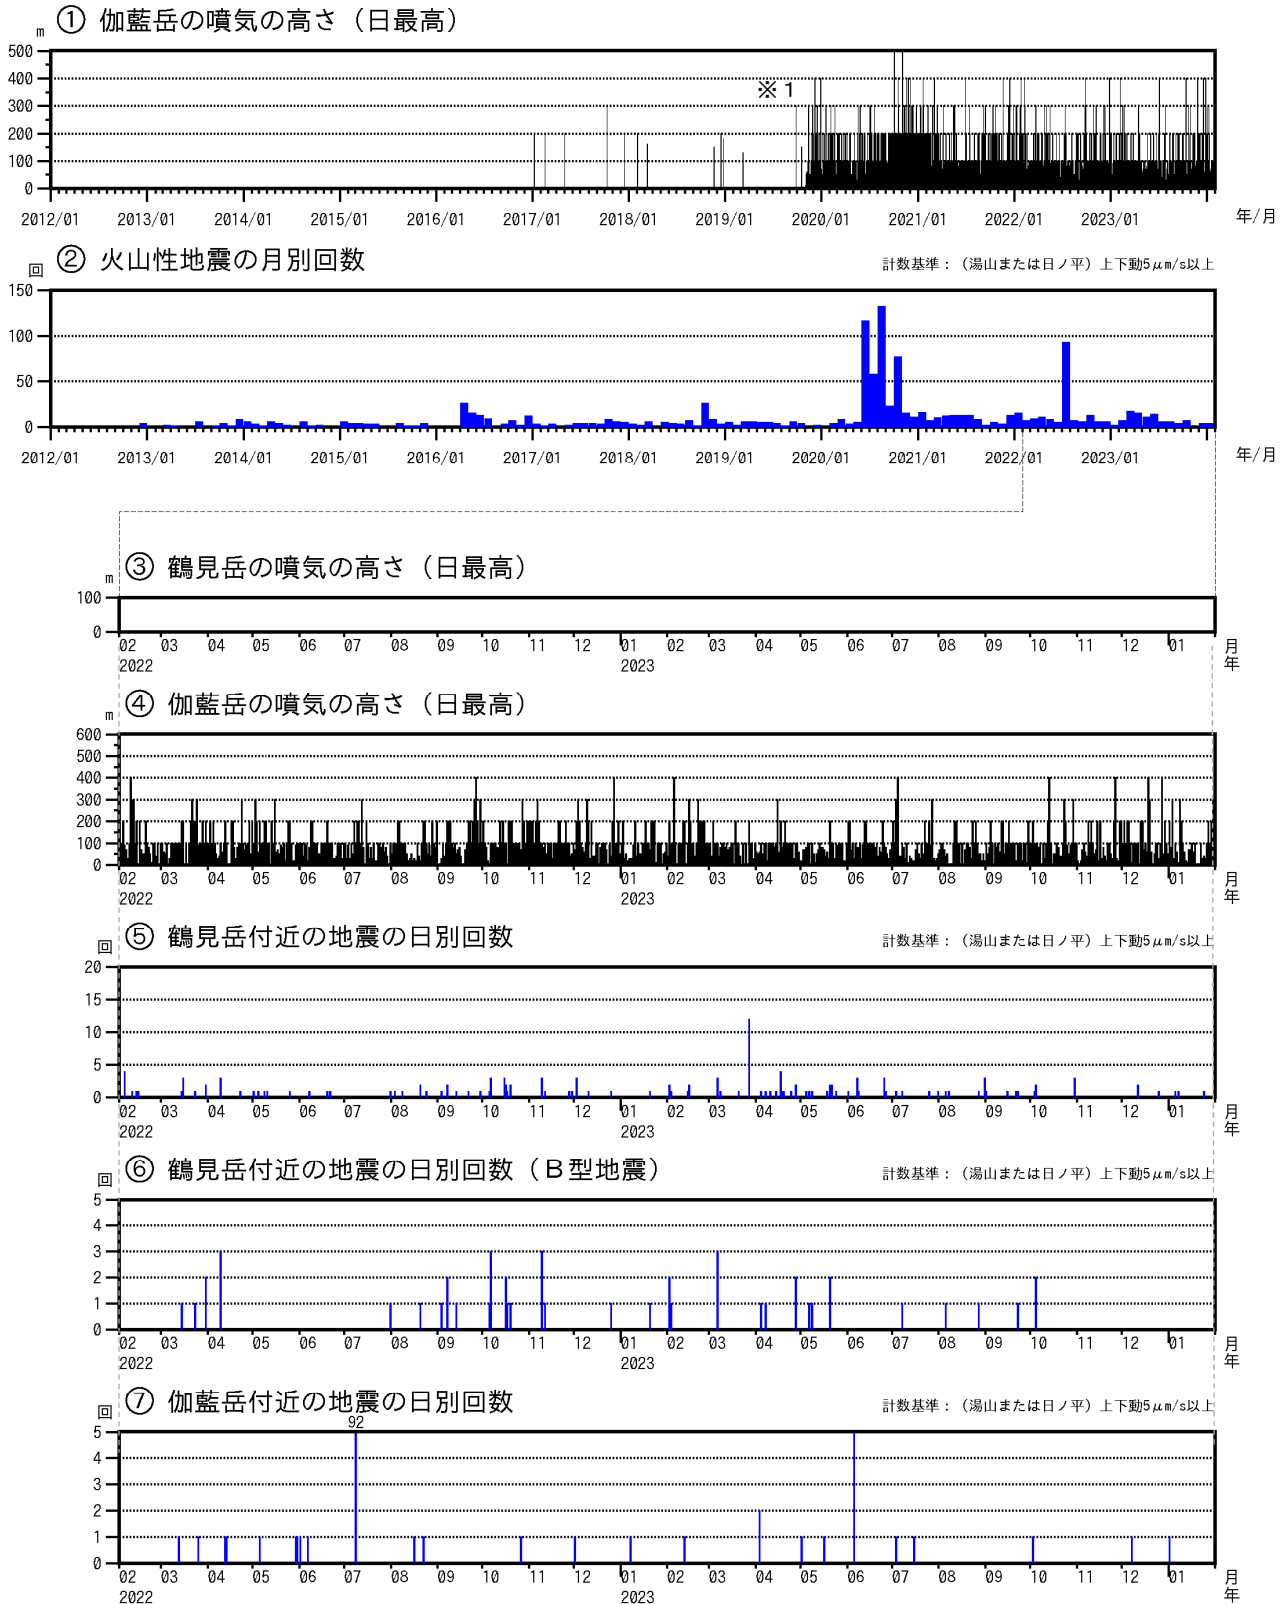 ① 伽藍岳の噴気の高さ（日最高）
m
500
400
300
200
100
0
※１
2012/01 2013/01 2014/01 2015/01 2016/01 2017/01 2018/01 2019/01 2020/01 2021/01 2022/01 2023/01 年/月
② 火山性地震の月別回数
回
計数基準：（湯山または日ノ平）上下動5μm/s以上
150
100
50
0
2012/01 2013/01 2014/01 2015/01 2016/01 2017/01 2018/01 2019/01 2020/01 2021/01 2022/01 2023/01 年/月
③ 鶴見岳の噴気の高さ（日最高）
m
100
0
02 03 04 05 06 07 08 09 10 11 12 01 02 03 04 05 06 07 08 09 10 11 12 01 月
2022 2023 年
④ 伽藍岳の噴気の高さ（日最高）
m
600
500
400
300
200
100
0
02 03 04 05 06 07 08 09 10 11 12 01 02 03 04 05 06 07 08 09 10 11 12 01 月
2022 2023 年
⑤ 鶴見岳付近の地震の日別回数
回
計数基準：（湯山または日ノ平）上下動5μm/s以上
20
15
10
5
0
02 03 04 05 06 07 08 09 10 11 12 01 02 03 04 05 06 07 08 09 10 11 12 01 月
2022 2023 年
⑥ 鶴見岳付近の地震の日別回数（Ｂ型地震）
回
計数基準：（湯山または日ノ平）上下動5μm/s以上
5
4
3
2
1
0
02 03 04 05 06 07 08 09 10 11 12 01 02 03 04 05 06 07 08 09 10 11 12 01 月
2022 2023 年
⑦ 伽藍岳付近の地震の日別回数
回
計数基準：（湯山または日ノ平）上下動5μm/s以上
92
5
4
3
2
1
0
02 03 04 05 06 07 08 09 10 11 12 01 02 03 04 05 06 07 08 09 10 11 12 01 月
2022 2023 年